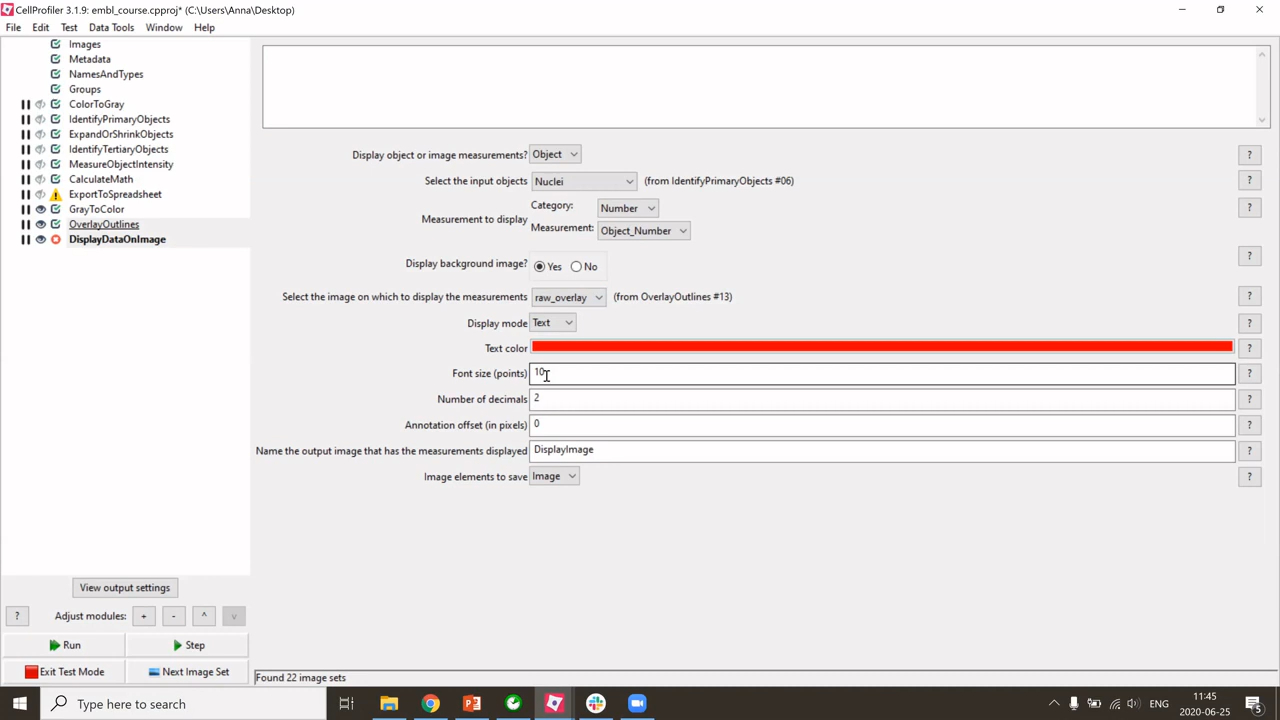 CellProfiler 3.1.9: embl_course.cpproj* (C:\Users\Anna\Desktop)
File Edit Test Data Tools Window Help
Images
Metadata
NamesAndTypes
Groups
ColorToGray
IdentifyPrimaryObjects
ExpandOrShrinkObjects
IdentifyTertiaryObjects
MeasureObjectIntensity
CalculateMath
ExportToSpreadsheet
GrayToColor
OverlayOutlines
DisplayDataOnImage
View output settings
? Adjust modules: + - ^ v
Run Step
Exit Test Mode Next Image Set
Display object or image measurements? Object ?
Select the input objects Nuclei (from IdentifyPrimaryObjects #06) ?
Measurement to display Category: Number ?
Measurement: Object_Number
Display background image? Yes No ?
Select the image on which to display the measurements raw_overlay (from OverlayOutlines #13) ?
Display mode Text ?
Text color ?
Font size (points) 10 ?
Number of decimals 2 ?
Annotation offset (in pixels) 0 ?
Name the output image that has the measurements displayed DisplayImage ?
Image elements to save Image ?
Found 22 image sets
Type here to search
ENG
11:45
2020-06-25